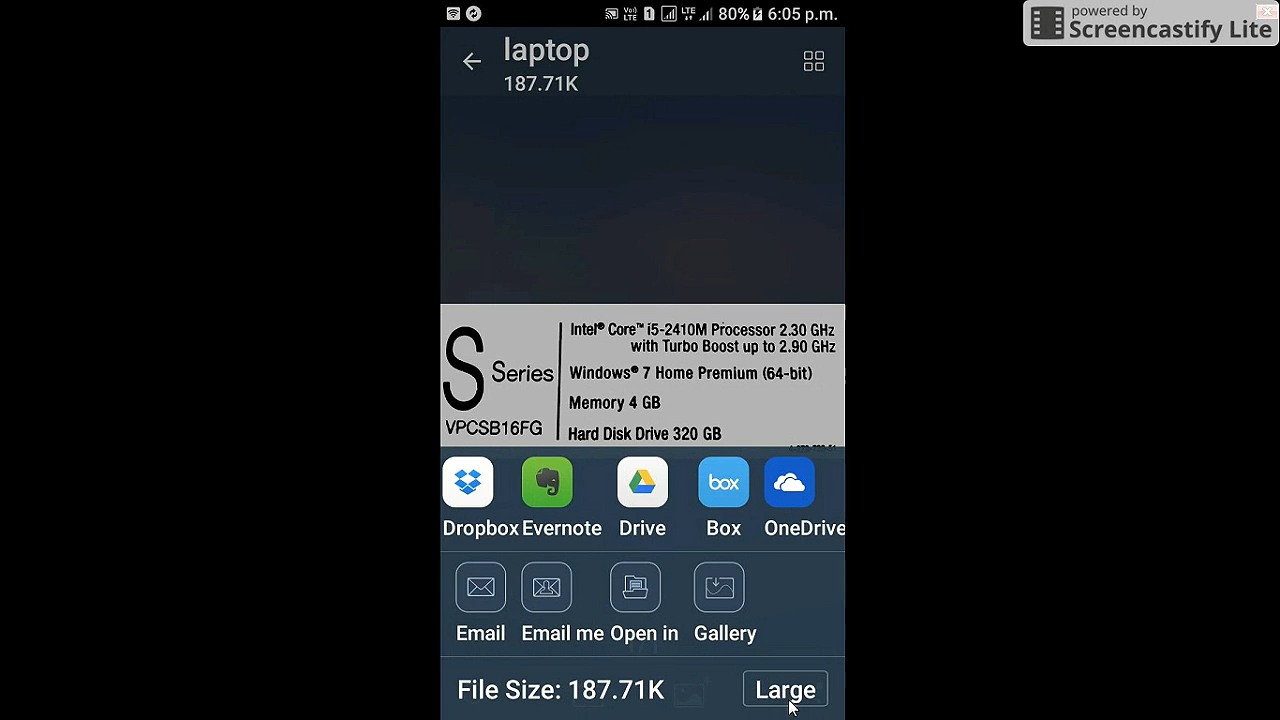 80% 6:05 p.m.
powered by
Screencastify Lite
laptop
187.71K
S Series
VPCSB16FG
Intel® Core™ i5-2410M Processor 2.30 GHz
with Turbo Boost up to 2.90 GHz
Windows® 7 Home Premium (64-bit)
Memory 4 GB
Hard Disk Drive 320 GB
box
Dropbox Evernote Drive Box OneDrive
Email Email me Open in Gallery
File Size: 187.71K Large